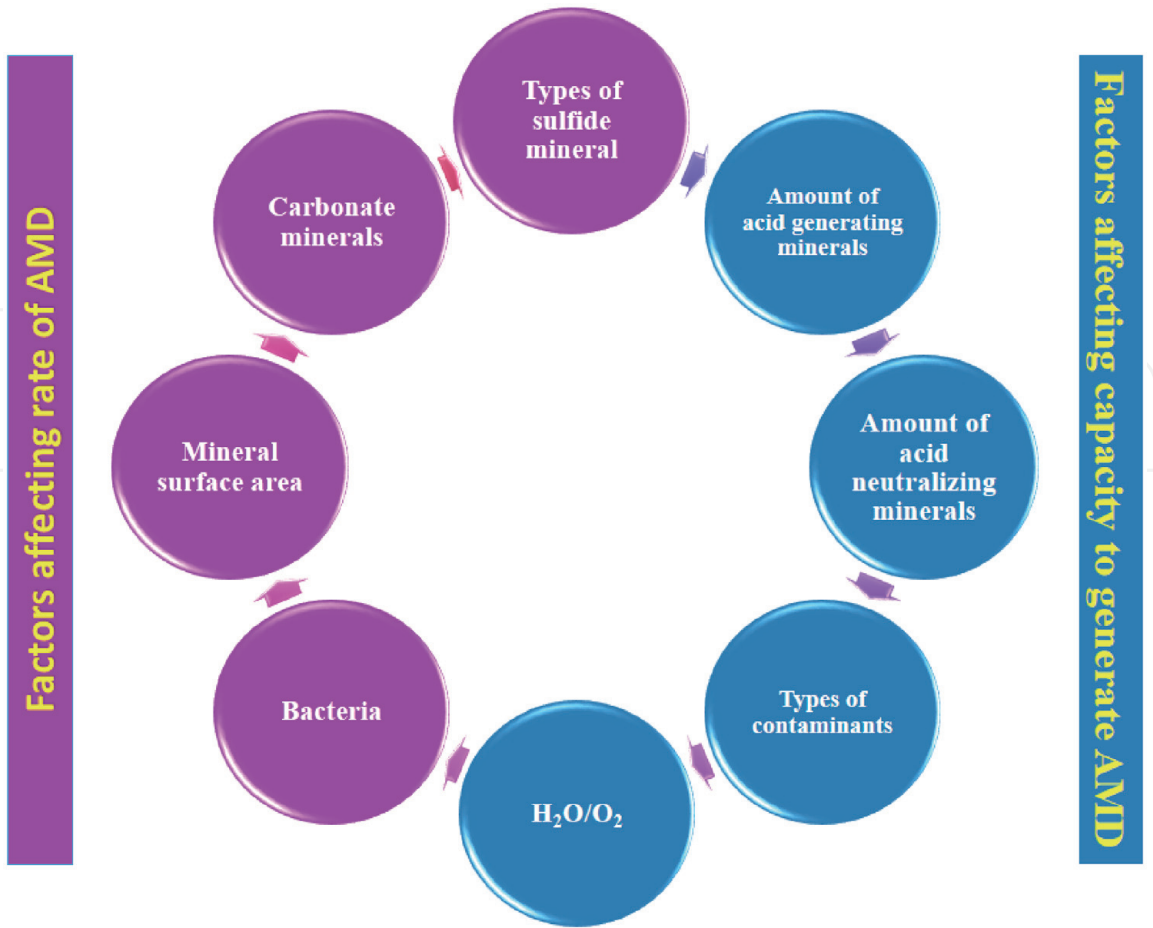 Factors affecting rate of AMD
Types of
sulfide
mineral
Amount of
acid generating
minerals
Amount of
acid
neutralizing
minerals
Types of
contaminants
H₂O/O₂
Bacteria
Mineral
surface area
Carbonate
minerals
Factors affecting capacity to generate AMD